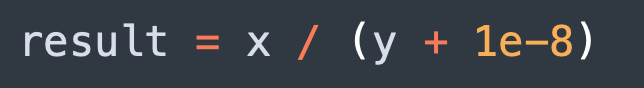 result = x / (y + 1e-8)